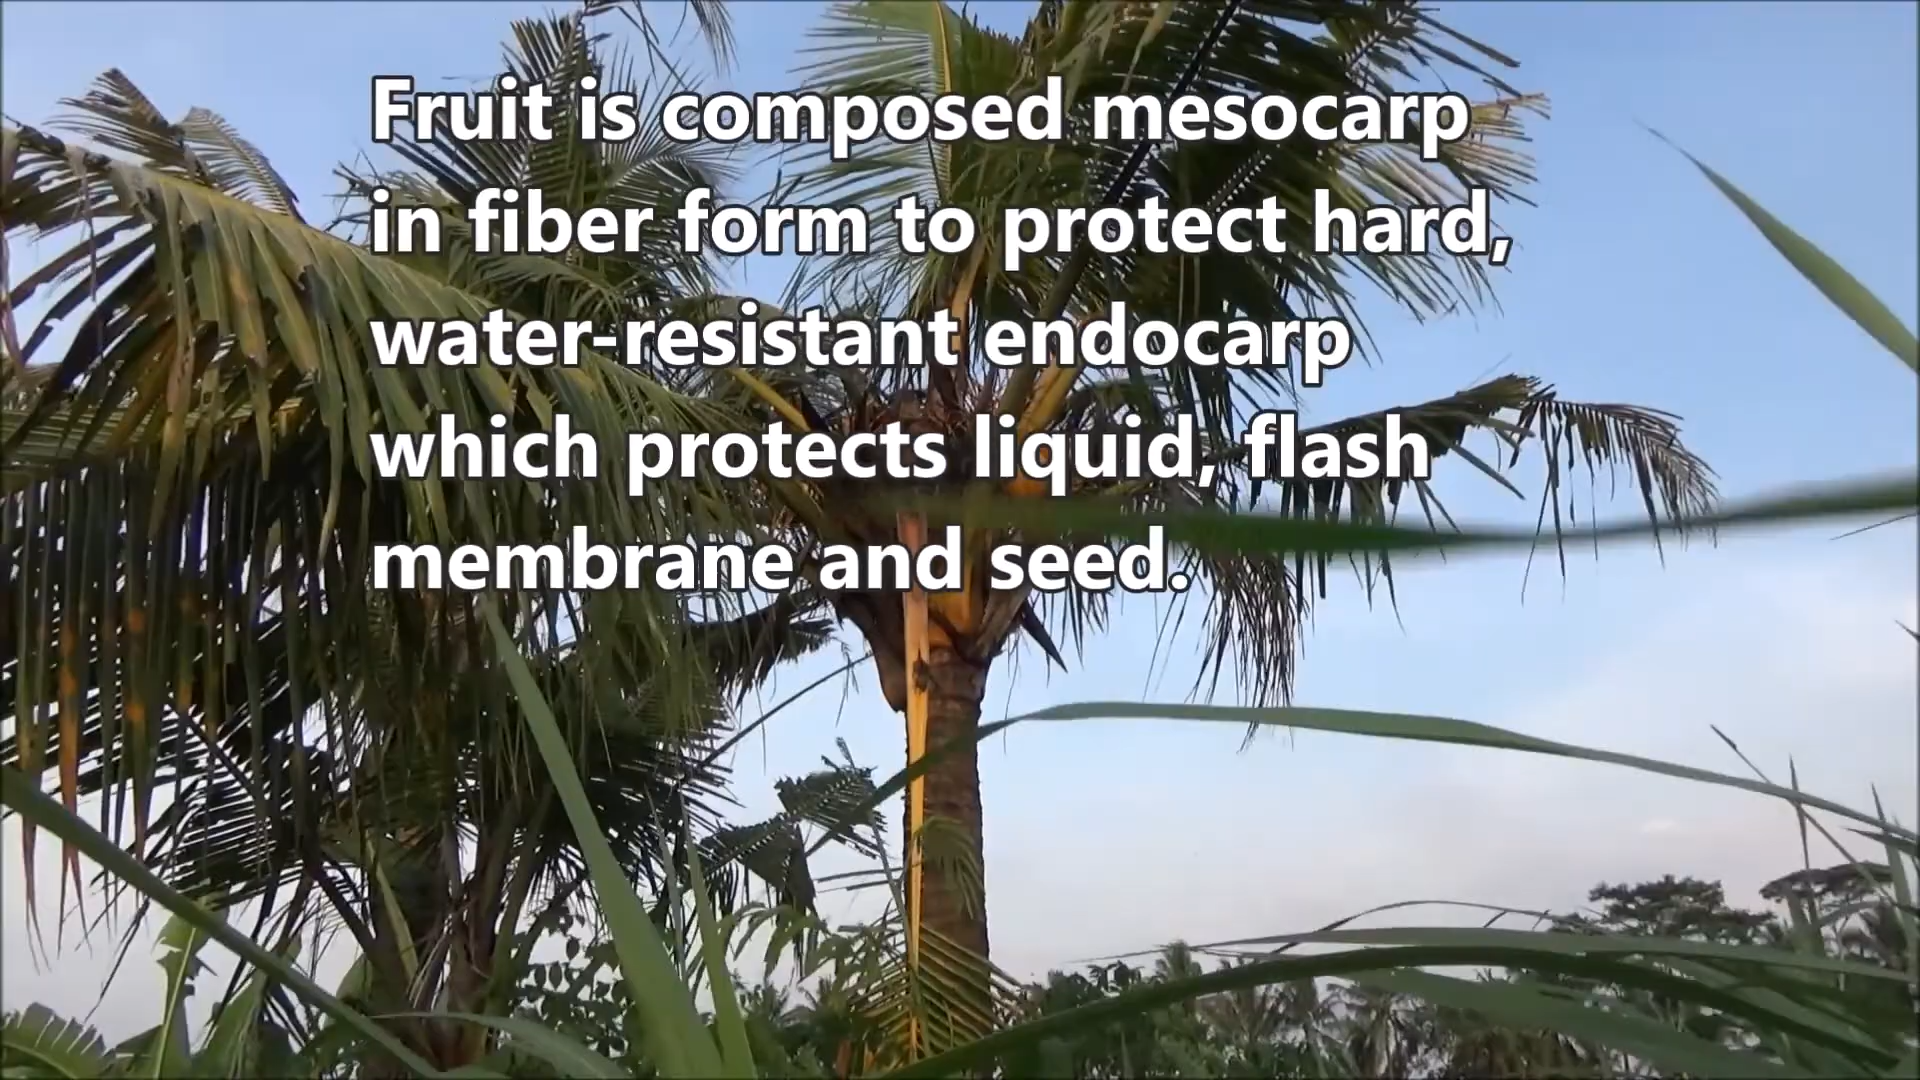 Fruit is composed mesocarp
in fiber form to protect hard,
water-resistant endocarp
which protects liquid, flash
membrane and seed.